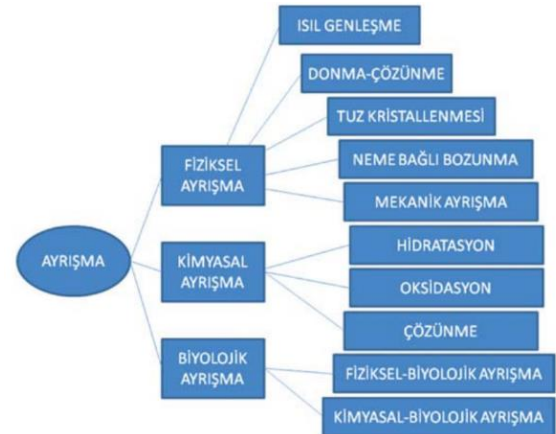 ISIL GENLEŞME
DONMA-ÇÖZÜNME
TUZ KRİSTALLENMESİ
FİZİKSEL
AYRIŞMA
NEME BAĞLI BOZUNMA
MEKANİK AYRIŞMA
AYRIŞMA
KİMYASAL
AYRIŞMA
HİDRATASYON
OKSİDASYON
ÇÖZÜNME
BİYOLOJİK
AYRIŞMA
FİZİKSEL-BİYOLOJİK AYRIŞMA
KİMYASAL-BİYOLOJİK AYRIŞMA